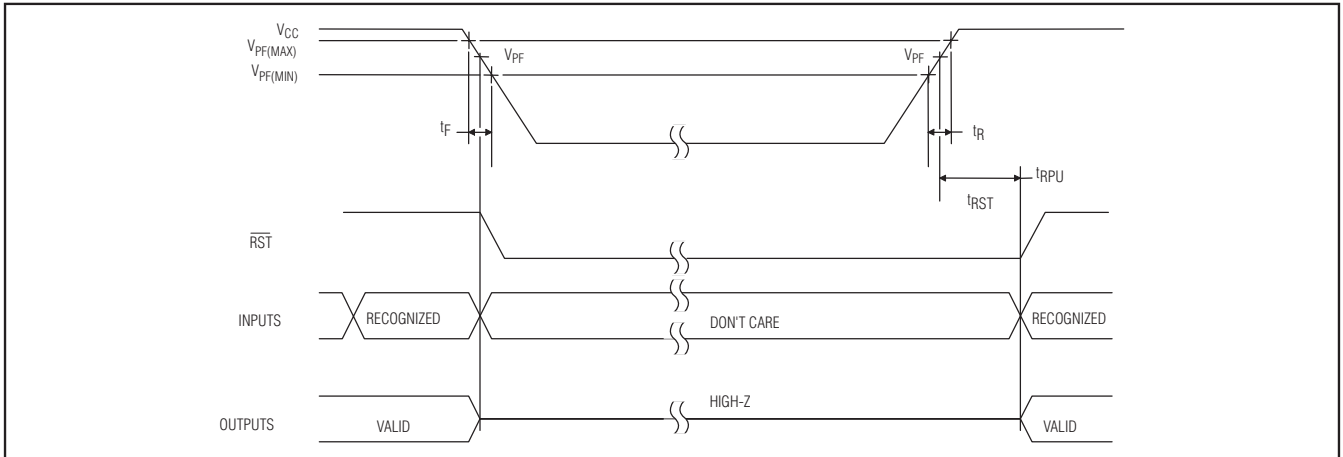 VCC
VPF(MAX)
VPF VPF
VPF(MIN)
tF tR
tRPU
tRST
RST
INPUTS RECOGNIZED DON'T CARE RECOGNIZED
HIGH-Z
OUTPUTS VALID VALID